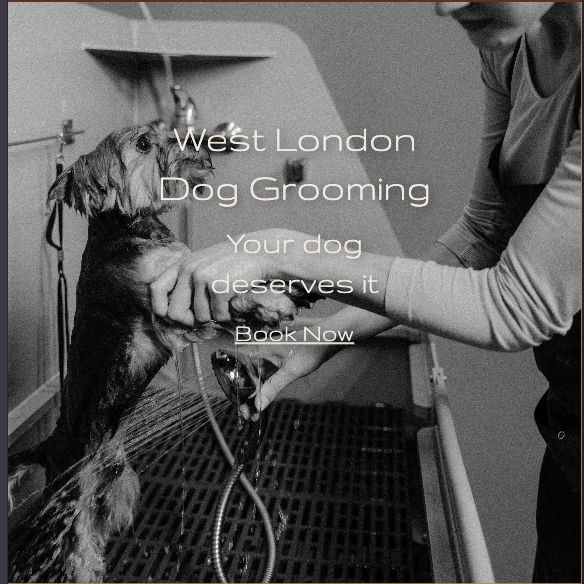 West London
Dog Grooming
Your dog
deserves it
Book Now